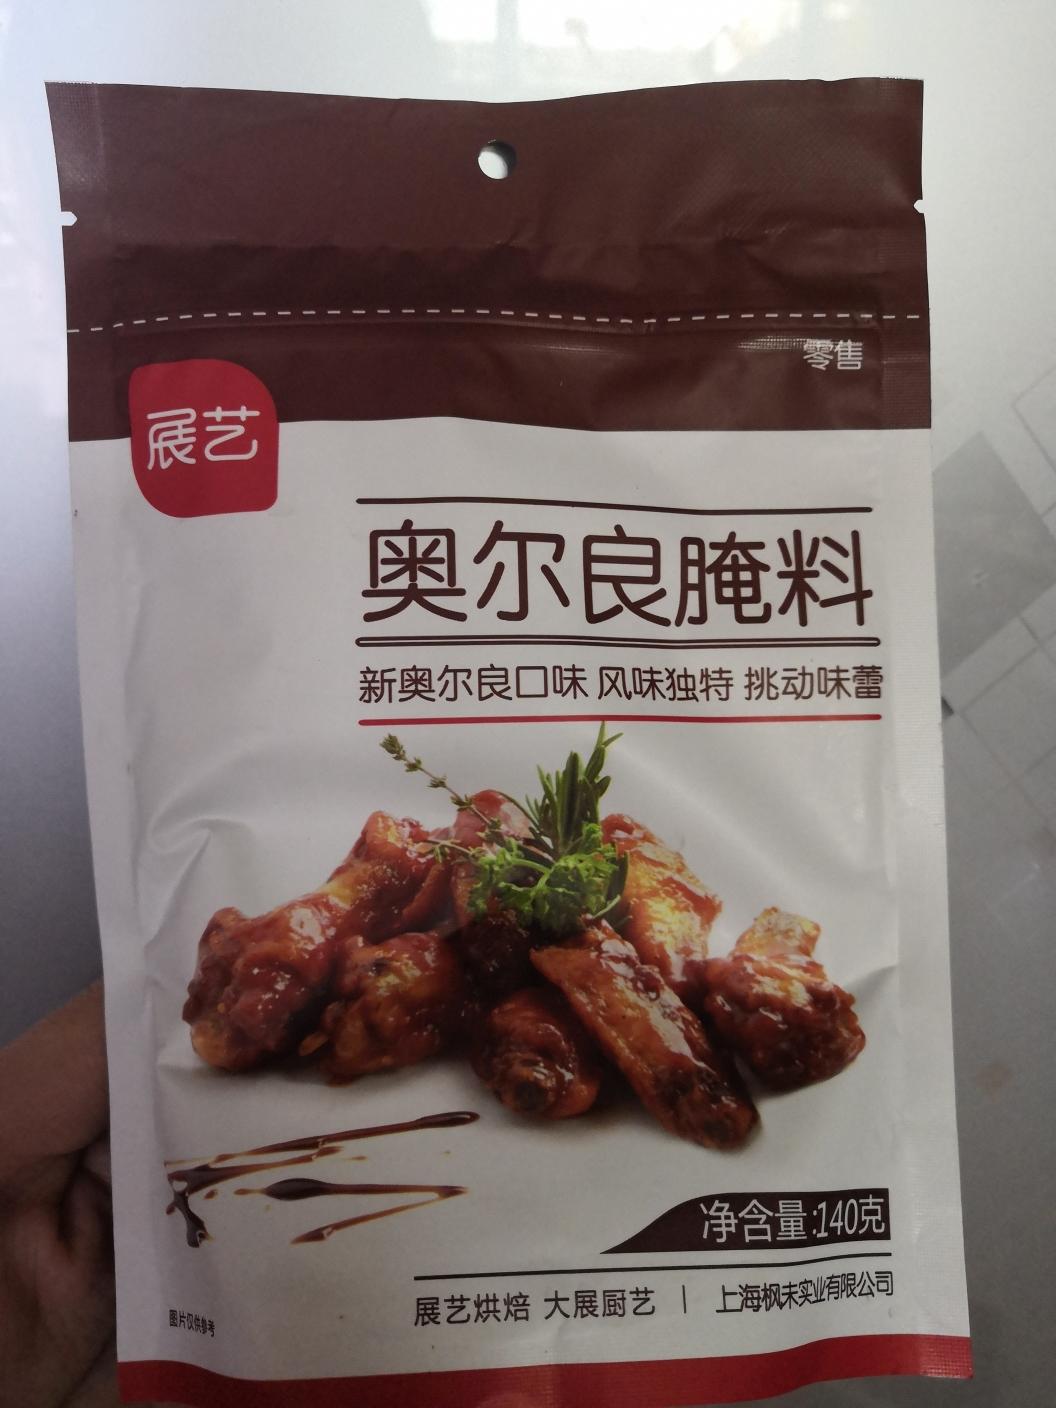 零售
展艺
奥尔良腌料
新奥尔良口味 风味独特 挑动味蕾
净含量:140克
展艺烘焙 大展厨艺 | 上海枫未实业有限公司
图片仅供参考